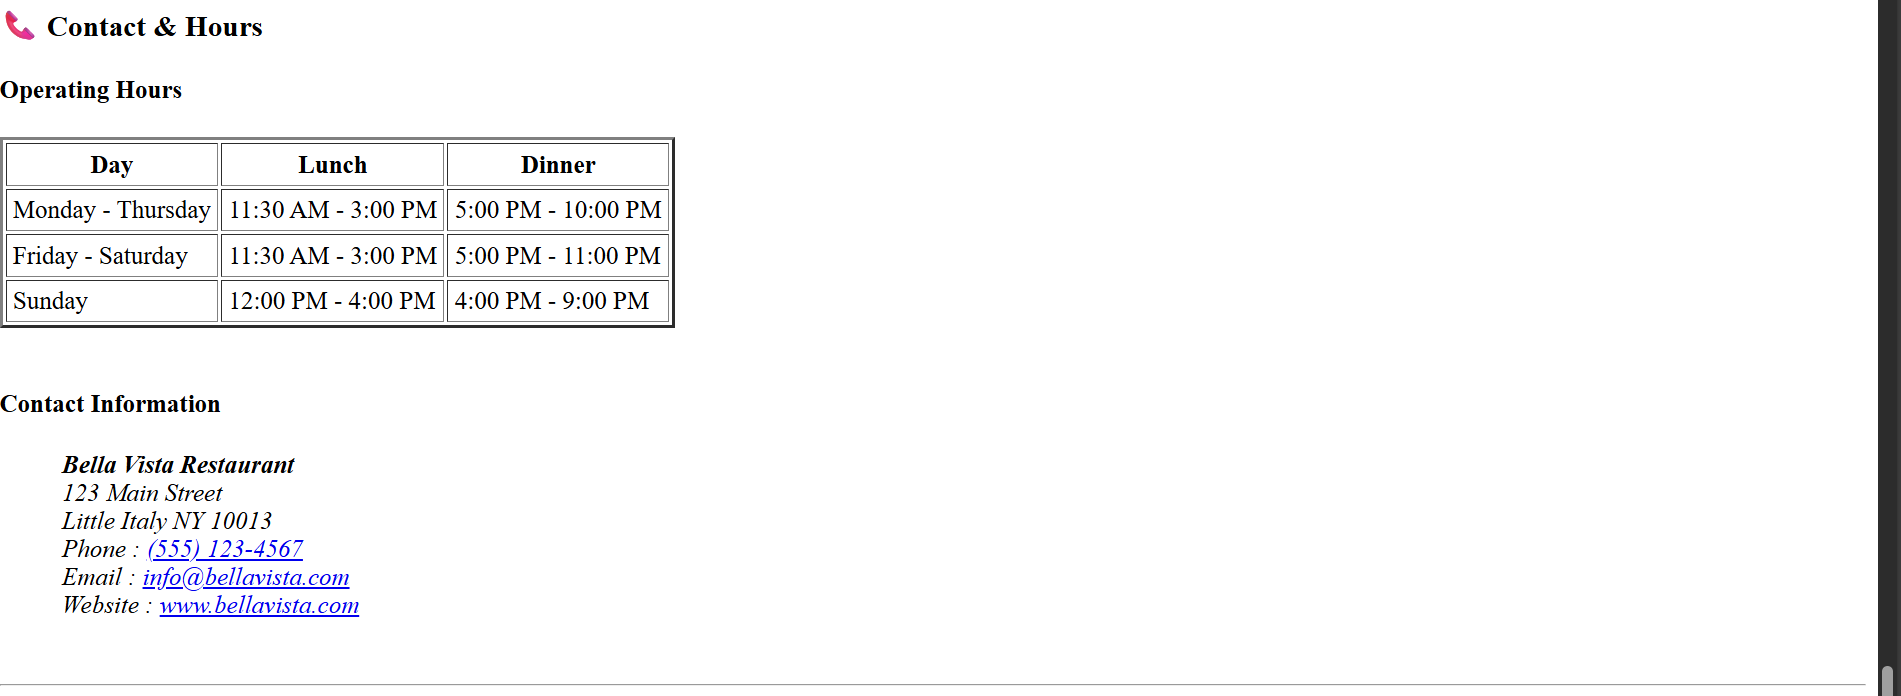 📞 Contact & Hours
Operating Hours
Day Lunch Dinner
Monday - Thursday 11:30 AM - 3:00 PM 5:00 PM - 10:00 PM
Friday - Saturday 11:30 AM - 3:00 PM 5:00 PM - 11:00 PM
Sunday 12:00 PM - 4:00 PM 4:00 PM - 9:00 PM
Contact Information
Bella Vista Restaurant
123 Main Street
Little Italy NY 10013
Phone : (555) 123-4567
Email : info@bellavista.com
Website : www.bellavista.com